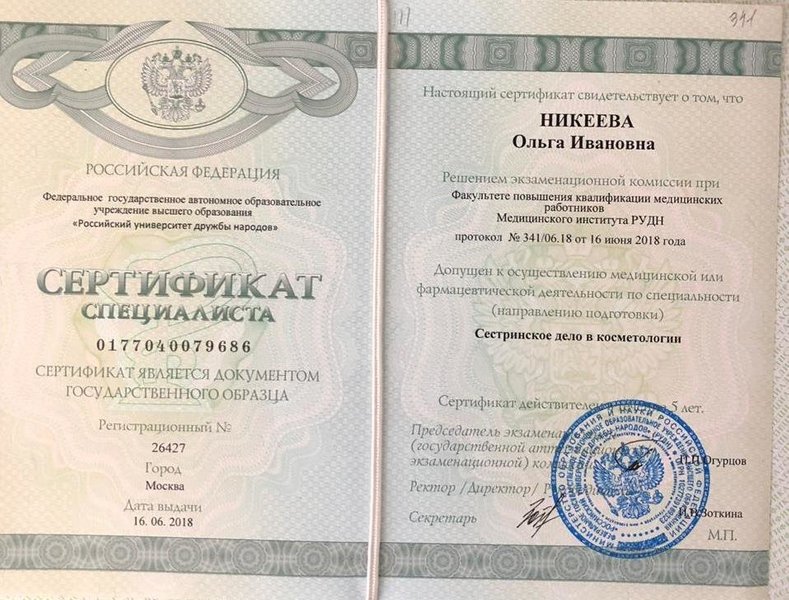 РОССИЙСКАЯ ФЕДЕРАЦИЯ
Федеральное государственное автономное образовательное
учреждение высшего образования
«Российский университет дружбы народов»
СЕРТИФИКАТ
СПЕЦИАЛИСТА
0177040079686
СЕРТИФИКАТ ЯВЛЯЕТСЯ ДОКУМЕНТОМ
ГОСУДАРСТВЕННОГО ОБРАЗЦА
Регистрационный №
26427
Город
Москва
Дата выдачи
16. 06. 2018
341
Настоящий сертификат свидетельствует о том, что
НИКЕЕВА
Ольга Ивановна
Решением экзаменационной комиссии при
Факультете повышения квалификации медицинских
работников
Медицинского института РУДН
протокол № 341/06.18 от 16 июня 2018 года
Допущен к осуществлению медицинской или
фармацевтической деятельности по специальности
(направлению подготовки)
Сестринское дело в косметологии
Сертификат действителен 5 лет.
Председатель
(государственной
экзаменационной)
П.П.Огурцов
Ректор /Директор/
Секретарь
И.В.Зоткина
М.П.